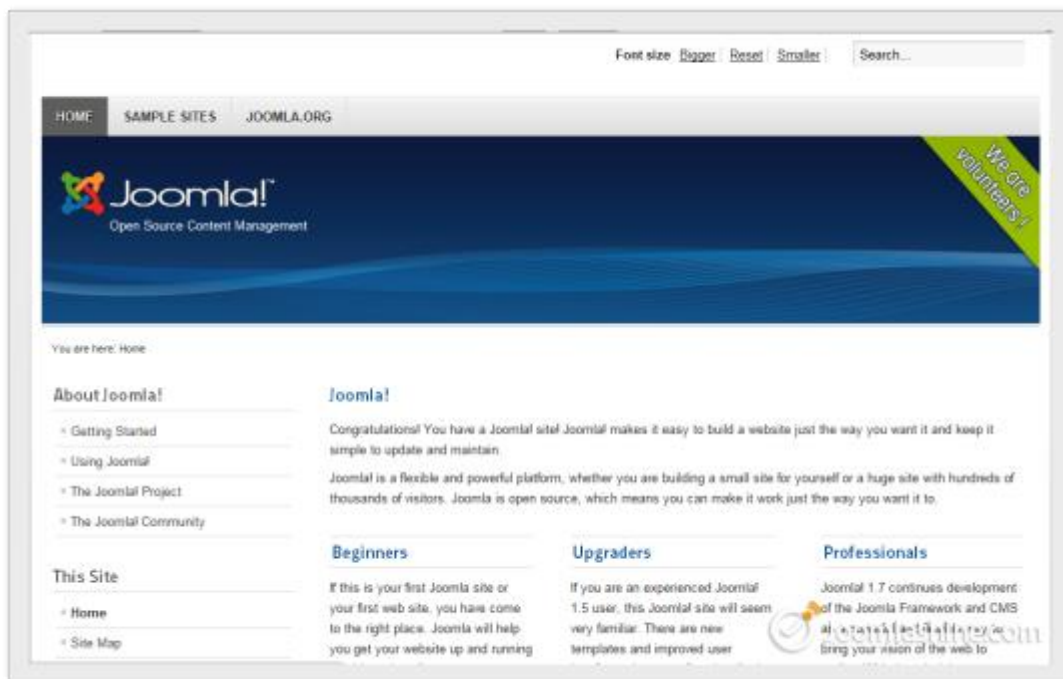 Font size Bigger Reset Smaller Search...
HOME SAMPLE SITES JOOMLA.ORG
We are
volunteers !
Joomla!™
Open Source Content Management
You are here: Home
About Joomla!
Getting Started
Using Joomla!
The Joomla! Project
The Joomla! Community
This Site
Home
Site Map
Joomla!
Congratulations! You have a Joomla! site! Joomla! makes it easy to build a website just the way you want it and keep it
simple to update and maintain.
Joomla! is a flexible and powerful platform, whether you are building a small site for yourself or a huge site with hundreds of
thousands of visitors. Joomla is open source, which means you can make it work just the way you want it to.
Beginners
If this is your first Joomla site or
your first web site, you have come
to the right place. Joomla will help
you get your website up and running
Upgraders
If you are an experienced Joomla!
1.5 user, this Joomla! site will seem
very familiar. There are new
templates and improved user
Professionals
Joomla! 1.7 continues development
of the Joomla Framework and CMS
bring your vision of the web to
Joomlashine.com